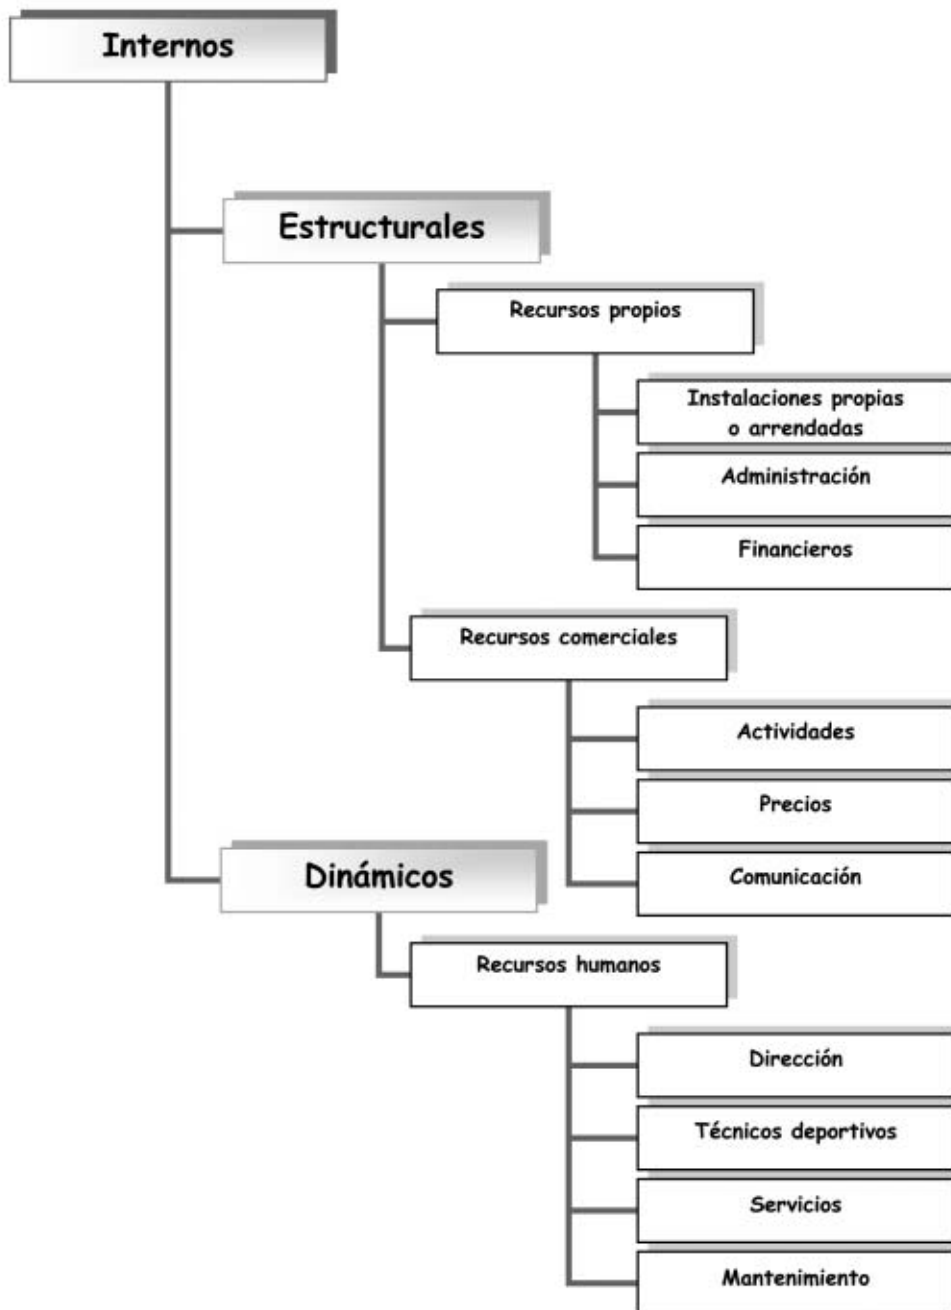 Internos
Estructurales
Recursos propios
Instalaciones propias
o arrendadas
Administración
Financieros
Recursos comerciales
Actividades
Precios
Comunicación
Dinámicos
Recursos humanos
Dirección
Técnicos deportivos
Servicios
Mantenimiento